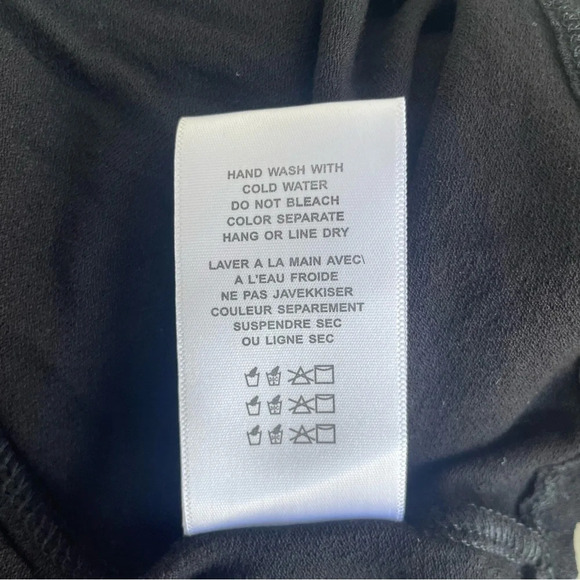 HAND WASH WITH
COLD WATER
DO NOT BLEACH
COLOR SEPARATE
HANG OR LINE DRY
LAVER A LA MAIN AVEC\
A L'EAU FROIDE
NE PAS JAVEKKISER
COULEUR SEPAREMENT
SUSPENDRE SEC
OU LIGNE SEC